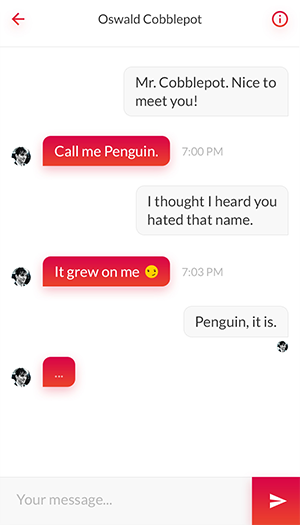 Oswald Cobblepot
Mr. Cobblepot. Nice to
meet you!
Call me Penguin.
7:00 PM
I thought I heard you
hated that name.
It grew on me 😏
7:03 PM
Penguin, it is.
...
Your message...